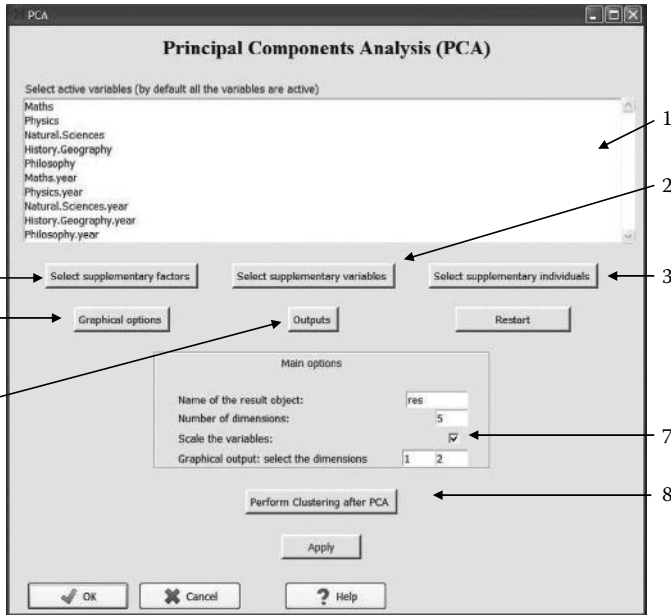 PCA
Principal Components Analysis (PCA)
Select active variables (by default all the variables are active)
Maths
Physics
Natural.Sciences
History.Geography
Philosophy
Maths.year
Physics.year
Natural.Sciences.year
History.Geography.year
Philosophy.year
1
2
Select supplementary factors Select supplementary variables Select supplementary individuals 3
Graphical options Outputs Restart
Main options
Name of the result object: res
Number of dimensions: 5
Scale the variables: 7
Graphical output: select the dimensions 1 2
Perform Clustering after PCA 8
Apply
OK Cancel ? Help